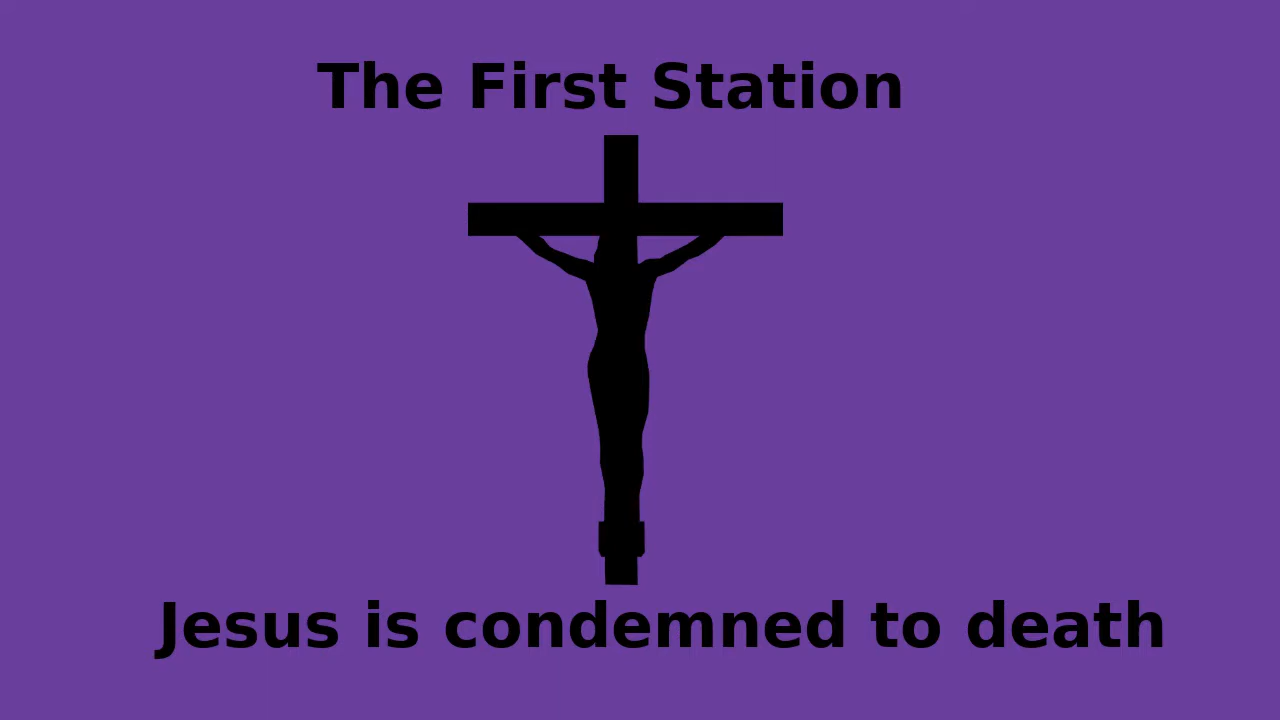 The First Station
Jesus is condemned to death